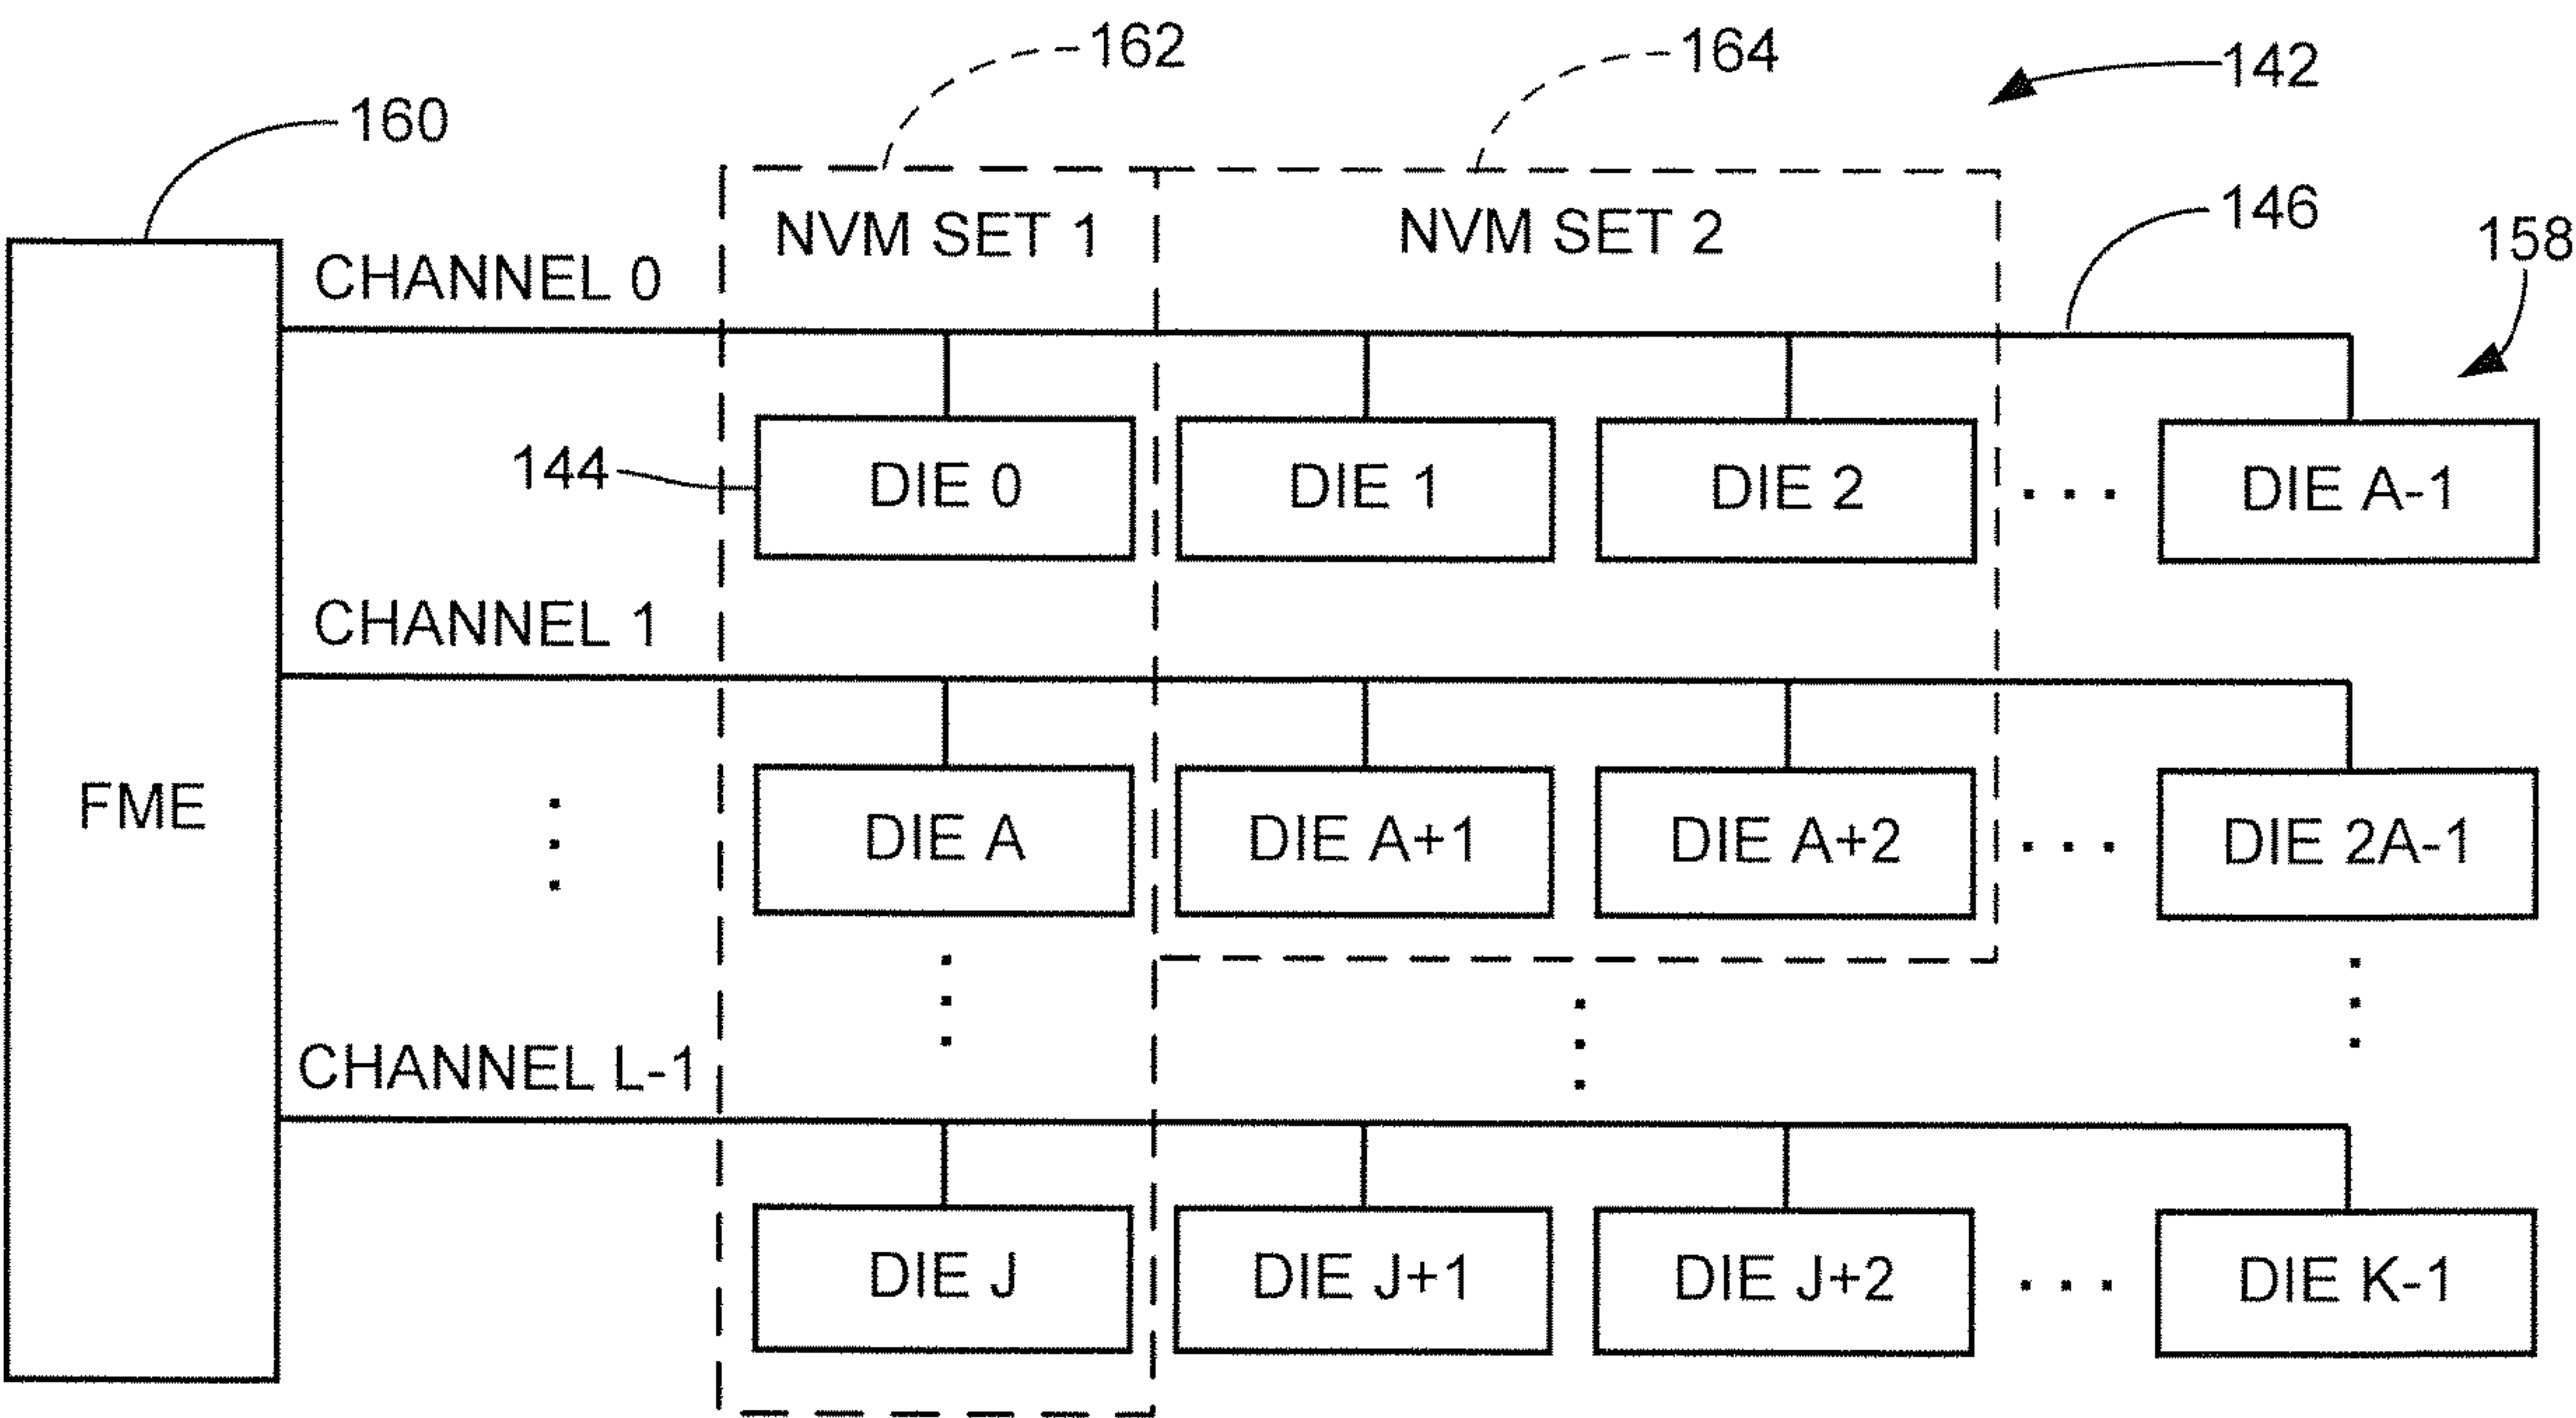 162
164
142
160
NVM SET 1
NVM SET 2
146
158
CHANNEL 0
144
DIE 0
DIE 1
DIE 2
. . .
DIE A-1
CHANNEL 1
FME
DIE A
DIE A+1
DIE A+2
. . .
DIE 2A-1
CHANNEL L-1
DIE J
DIE J+1
DIE J+2
. . .
DIE K-1